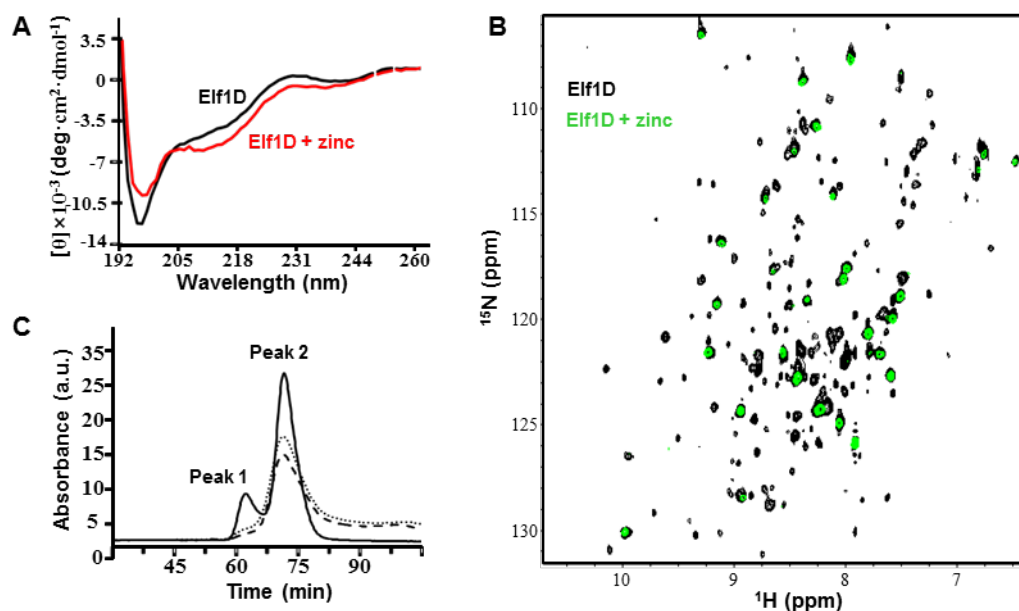 A
3.5
0
-3.5
-7
-10.5
-14
[θ]×10⁻³ (deg·cm²·dmol⁻¹)
Elf1D
Elf1D + zinc
192 205 218 231 244 260
Wavelength (nm)
B
Elf1D
Elf1D + zinc
110
115
120
125
130
¹⁵N (ppm)
10 9 8 7
¹H (ppm)
C
35
25
20
15
10
5
0
Absorbance (a.u.)
Peak 1
Peak 2
45 60 75 90
Time (min)